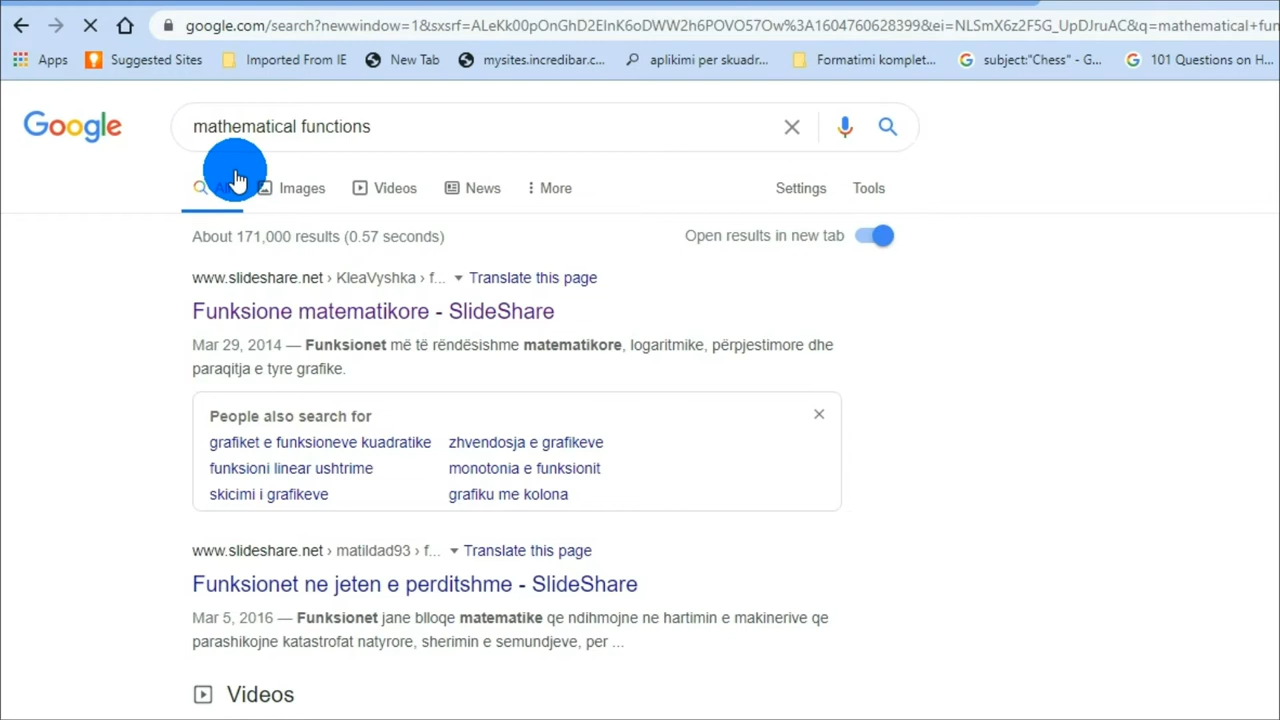 google.com/search?newwindow=1&sxsrf=ALeKk00pOnGhD2EInK6oDWW2h6POVO57Ow%3A1604760628399&ei=NLSmX6z2F5G_UpDJruAC&q=mathematical+fun
Apps Suggested Sites Imported From IE New Tab mysites.incredibar.c... aplikimi per skuadr... Formatimi komplet... subject:"Chess" - G... 101 Questions on H...
Google mathematical functions
Images Videos News More Settings Tools
About 171,000 results (0.57 seconds) Open results in new tab
www.slideshare.net › KleaVyshka › f... Translate this page
Funksione matematikore - SlideShare
Mar 29, 2014 — Funksionet më të rëndësishme matematikore, logaritmike, përpjestimore dhe
paraqitja e tyre grafike.
People also search for
grafiket e funksioneve kuadratike zhvendosja e grafikeve
funksioni linear ushtrime monotonia e funksionit
skicimi i grafikeve grafiku me kolona
www.slideshare.net › matildad93 › f... Translate this page
Funksionet ne jeten e perditshme - SlideShare
Mar 5, 2016 — Funksionet jane blloqe matematike qe ndihmojne ne hartimin e makinerive qe
parashikojne katastrofat natyrore, sherimin e semundjeve, per ...
Videos